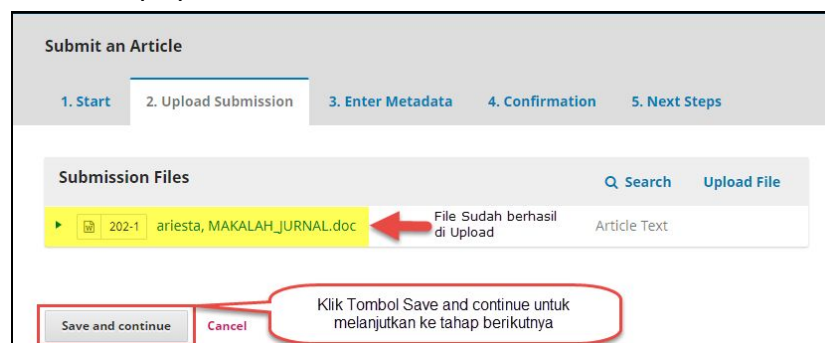 Submit an Article
1. Start 2. Upload Submission 3. Enter Metadata 4. Confirmation 5. Next Steps
Submission Files Search Upload File
202-1 ariesta, MAKALAH_JURNAL.doc File Sudah berhasil di Upload Article Text
Klik Tombol Save and continue untuk
melanjutkan ke tahap berikutnya
Save and continue Cancel